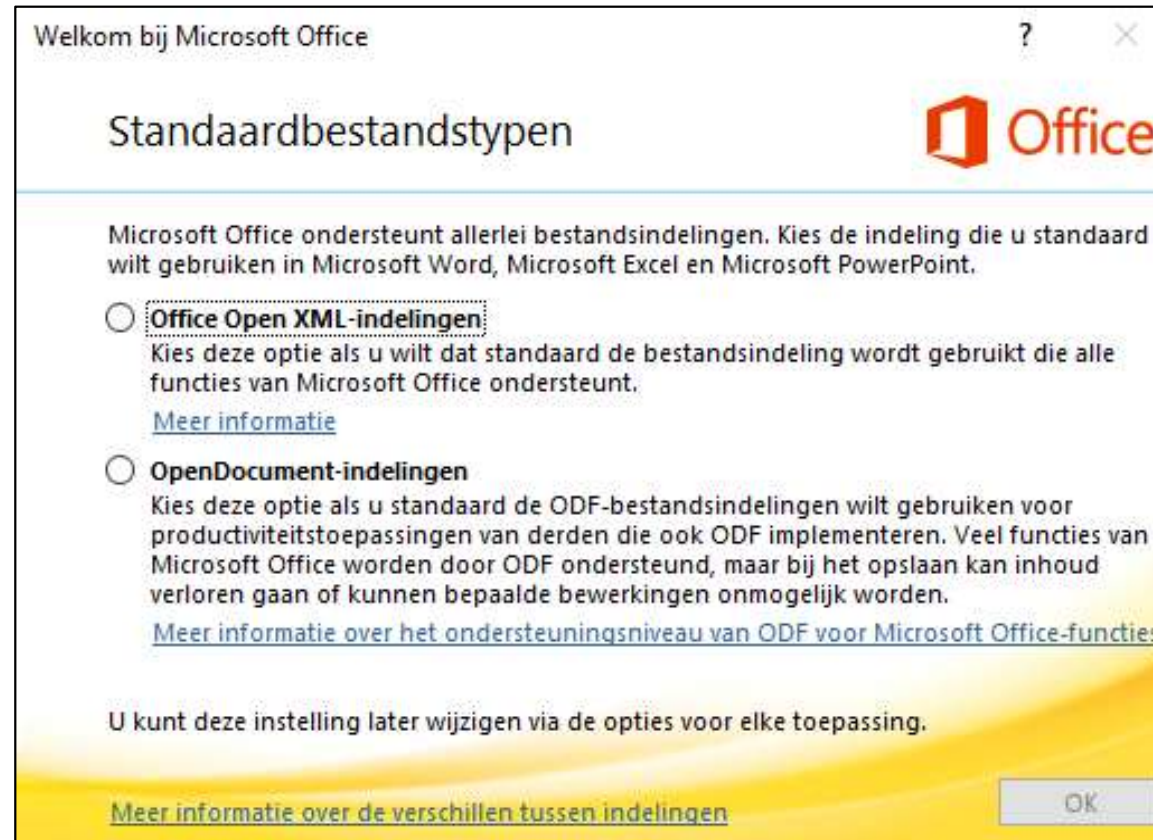 Welkom bij Microsoft Office
?
Standaardbestandstypen
Office
Microsoft Office ondersteunt allerlei bestandsindelingen. Kies de indeling die u standaard
wilt gebruiken in Microsoft Word, Microsoft Excel en Microsoft PowerPoint.
Office Open XML-indelingen
Kies deze optie als u wilt dat standaard de bestandsindeling wordt gebruikt die alle
functies van Microsoft Office ondersteunt.
Meer informatie
OpenDocument-indelingen
Kies deze optie als u standaard de ODF-bestandsindelingen wilt gebruiken voor
productiviteitstoepassingen van derden die ook ODF implementeren. Veel functies van
Microsoft Office worden door ODF ondersteund, maar bij het opslaan kan inhoud
verloren gaan of kunnen bepaalde bewerkingen onmogelijk worden.
Meer informatie over het ondersteuningsniveau van ODF voor Microsoft Office-functies
U kunt deze instelling later wijzigen via de opties voor elke toepassing.
Meer informatie over de verschillen tussen indelingen
OK